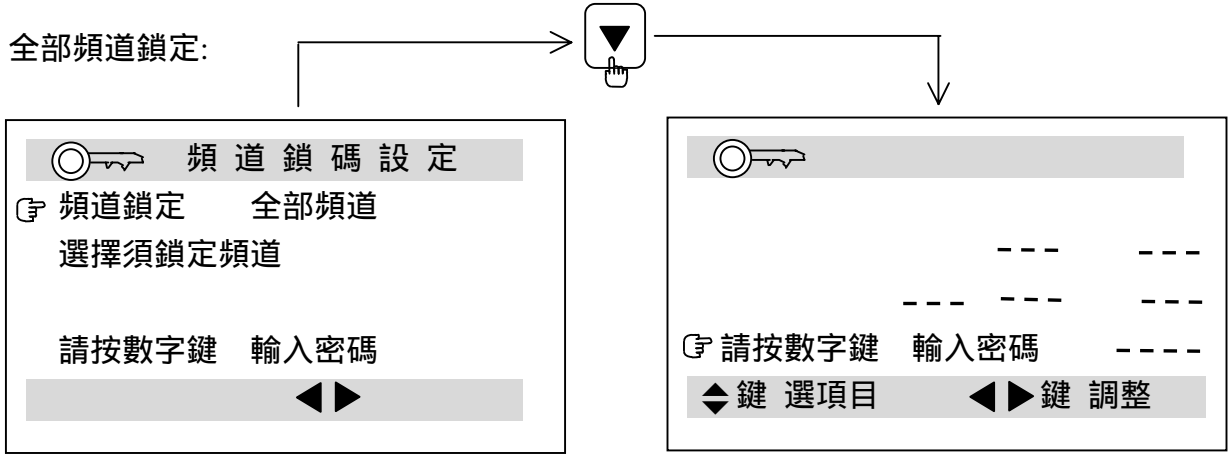 全部頻道鎖定:
頻 道 鎖 碼 設 定
頻道鎖定 全部頻道
選擇須鎖定頻道
請按數字鍵 輸入密碼
--- ---
--- --- ---
請按數字鍵 輸入密碼 ----
鍵 選項目 鍵 調整